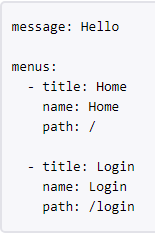 message: Hello

menus:
  - title: Home
    name: Home
    path: /

  - title: Login
    name: Login
    path: /login